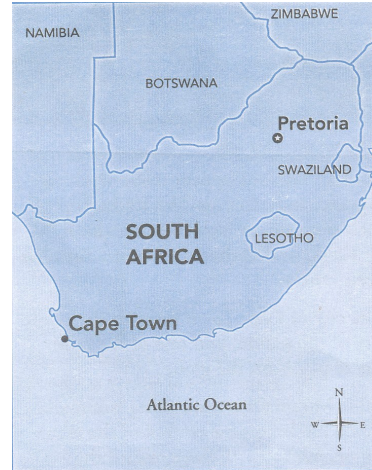 ZIMBABWE
NAMIBIA
BOTSWANA
Pretoria
SWAZILAND
SOUTH
AFRICA
LESOTHO
Cape Town
Atlantic Ocean
N
W
E
S